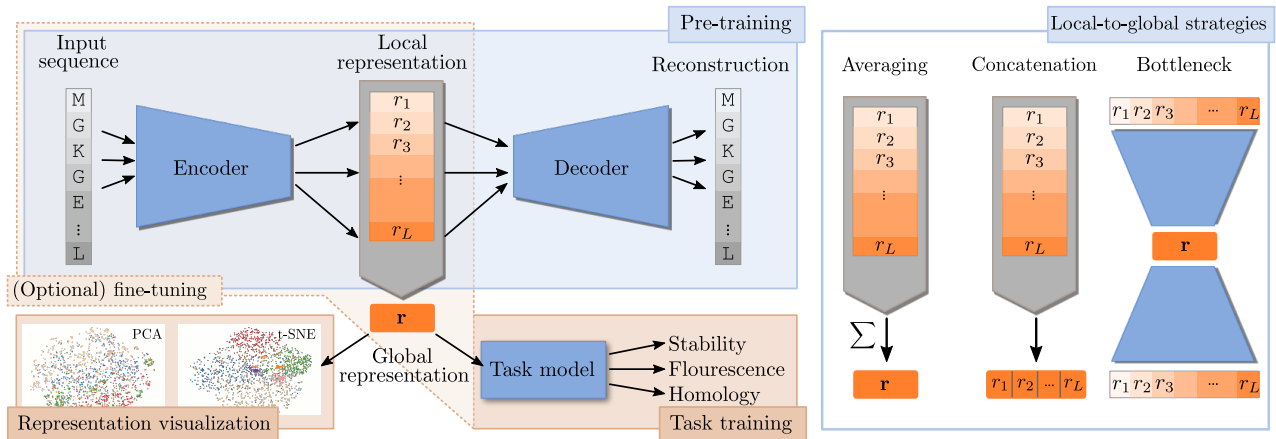 Pre-training
Input
sequence
M
G
K
G
E
⋮
L
Encoder
Local
representation
r1
r2
r3
⋮
rL
Decoder
Reconstruction
M
G
K
G
E
⋮
L
(Optional) fine-tuning
r
Global
representation
PCA
t-SNE
Representation visualization
Task model
Stability
Flourescence
Homology
Task training
Local-to-global strategies
Averaging
r1
r2
r3
⋮
rL
∑
r
Concatenation
r1
r2
r3
⋮
rL
r1 r2 ... rL
Bottleneck
r1 r2 r3 ... rL
r
r1 r2 r3 ... rL